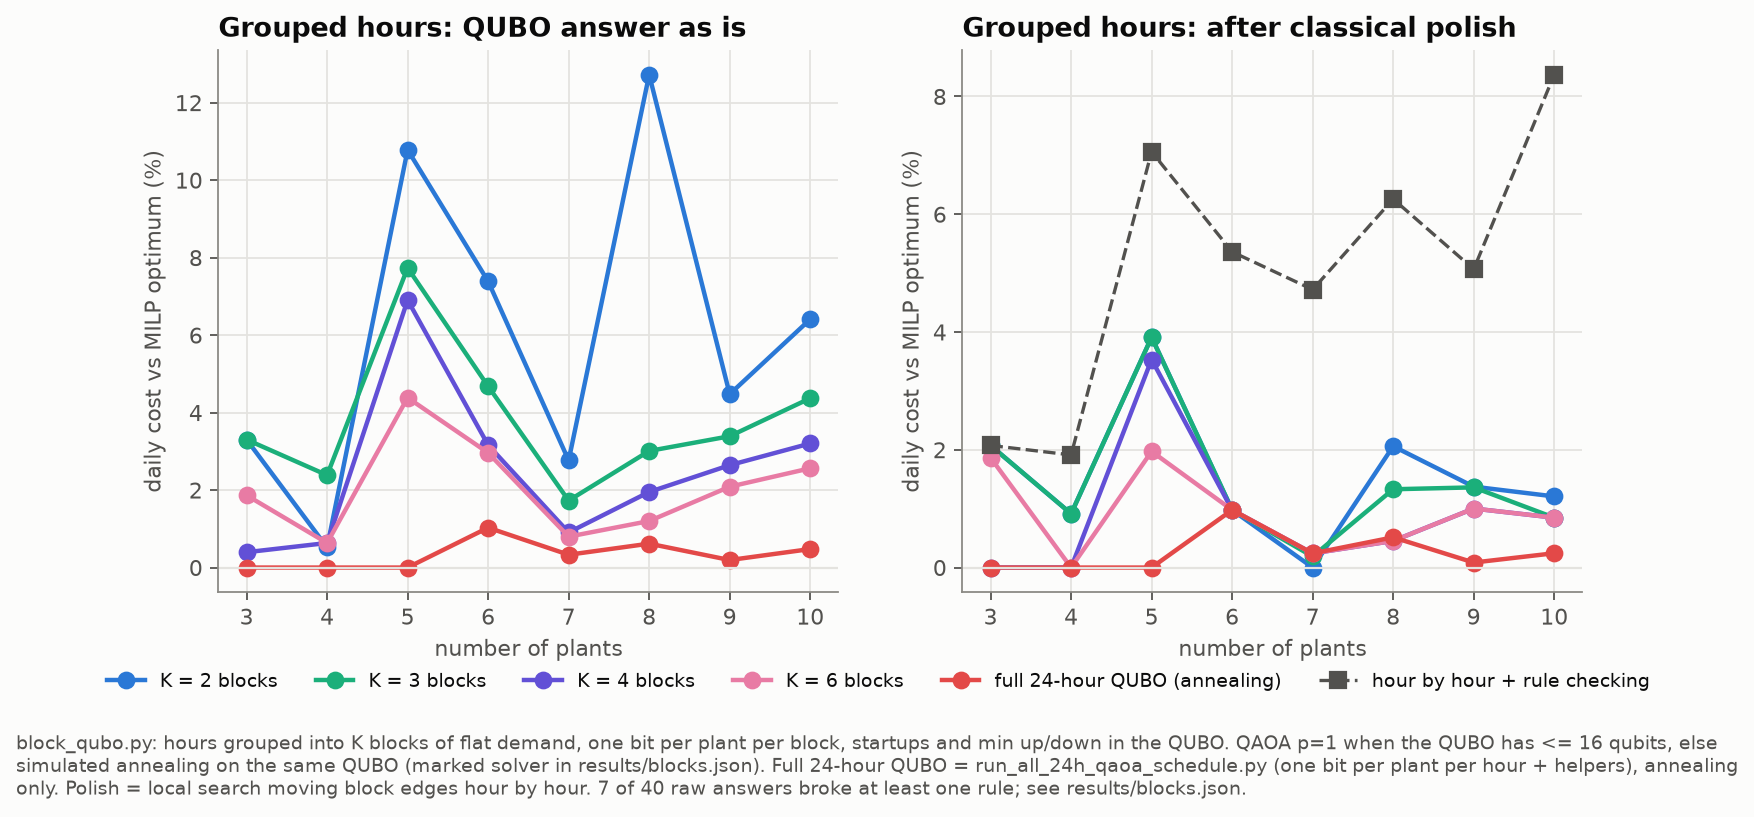 Grouped hours: QUBO answer as is
daily cost vs MILP optimum (%)
12
10
8
6
4
2
0
3 4 5 6 7 8 9 10
number of plants
Grouped hours: after classical polish
daily cost vs MILP optimum (%)
8
6
4
2
0
3 4 5 6 7 8 9 10
number of plants
K = 2 blocks K = 3 blocks K = 4 blocks K = 6 blocks full 24-hour QUBO (annealing) hour by hour + rule checking
block_qubo.py: hours grouped into K blocks of flat demand, one bit per plant per block, startups and min up/down in the QUBO. QAOA p=1 when the QUBO has <= 16 qubits, else
simulated annealing on the same QUBO (marked solver in results/blocks.json). Full 24-hour QUBO = run_all_24h_qaoa_schedule.py (one bit per plant per hour + helpers), annealing
only. Polish = local search moving block edges hour by hour. 7 of 40 raw answers broke at least one rule; see results/blocks.json.